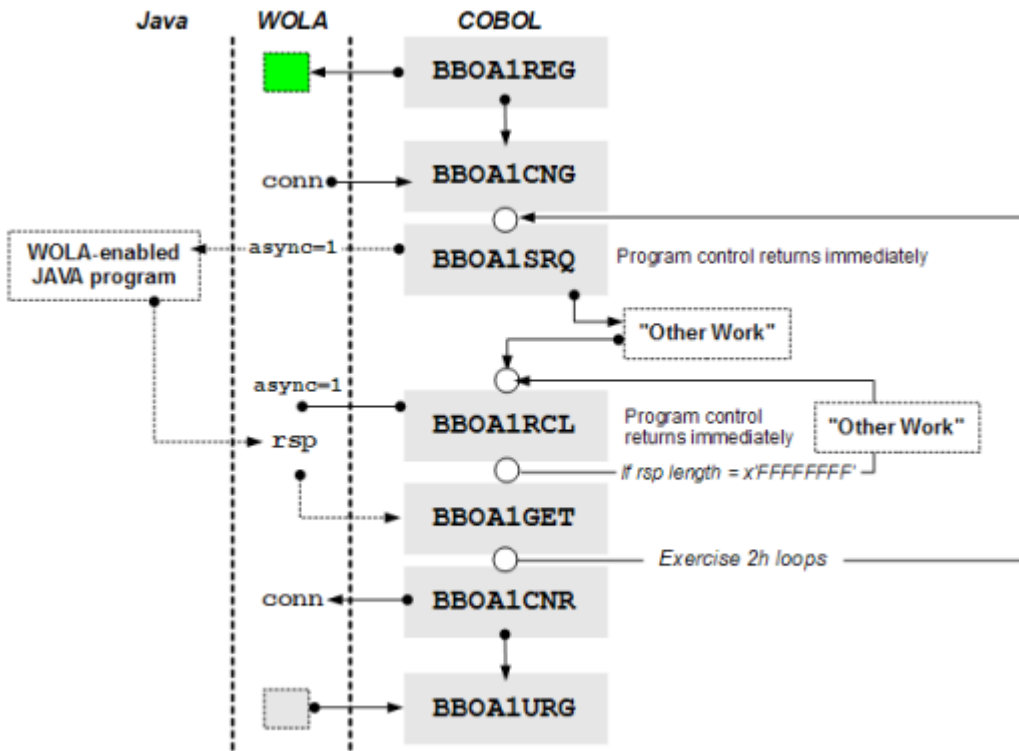 Java
WOLA
COBOL
BBOA1REG
conn
BBOA1CNG
WOLA-enabled
JAVA program
async=1
BBOA1SRQ
Program control returns immediately
"Other Work"
async=1
BBOA1RCL
Program control
returns immediately
"Other Work"
rsp
If rsp length = x'FFFFFFFF'
BBOA1GET
Exercise 2h loops
conn
BBOA1CNR
BBOA1URG